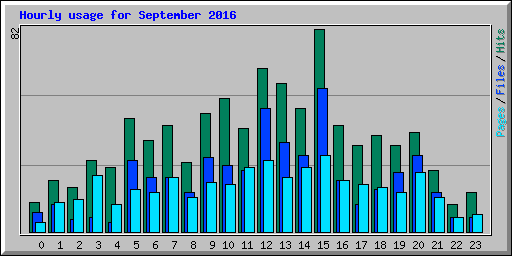 Hourly usage for September 2016
82
Pages/Files/Hits
0 1 2 3 4 5 6 7 8 9 10 11 12 13 14 15 16 17 18 19 20 21 22 23